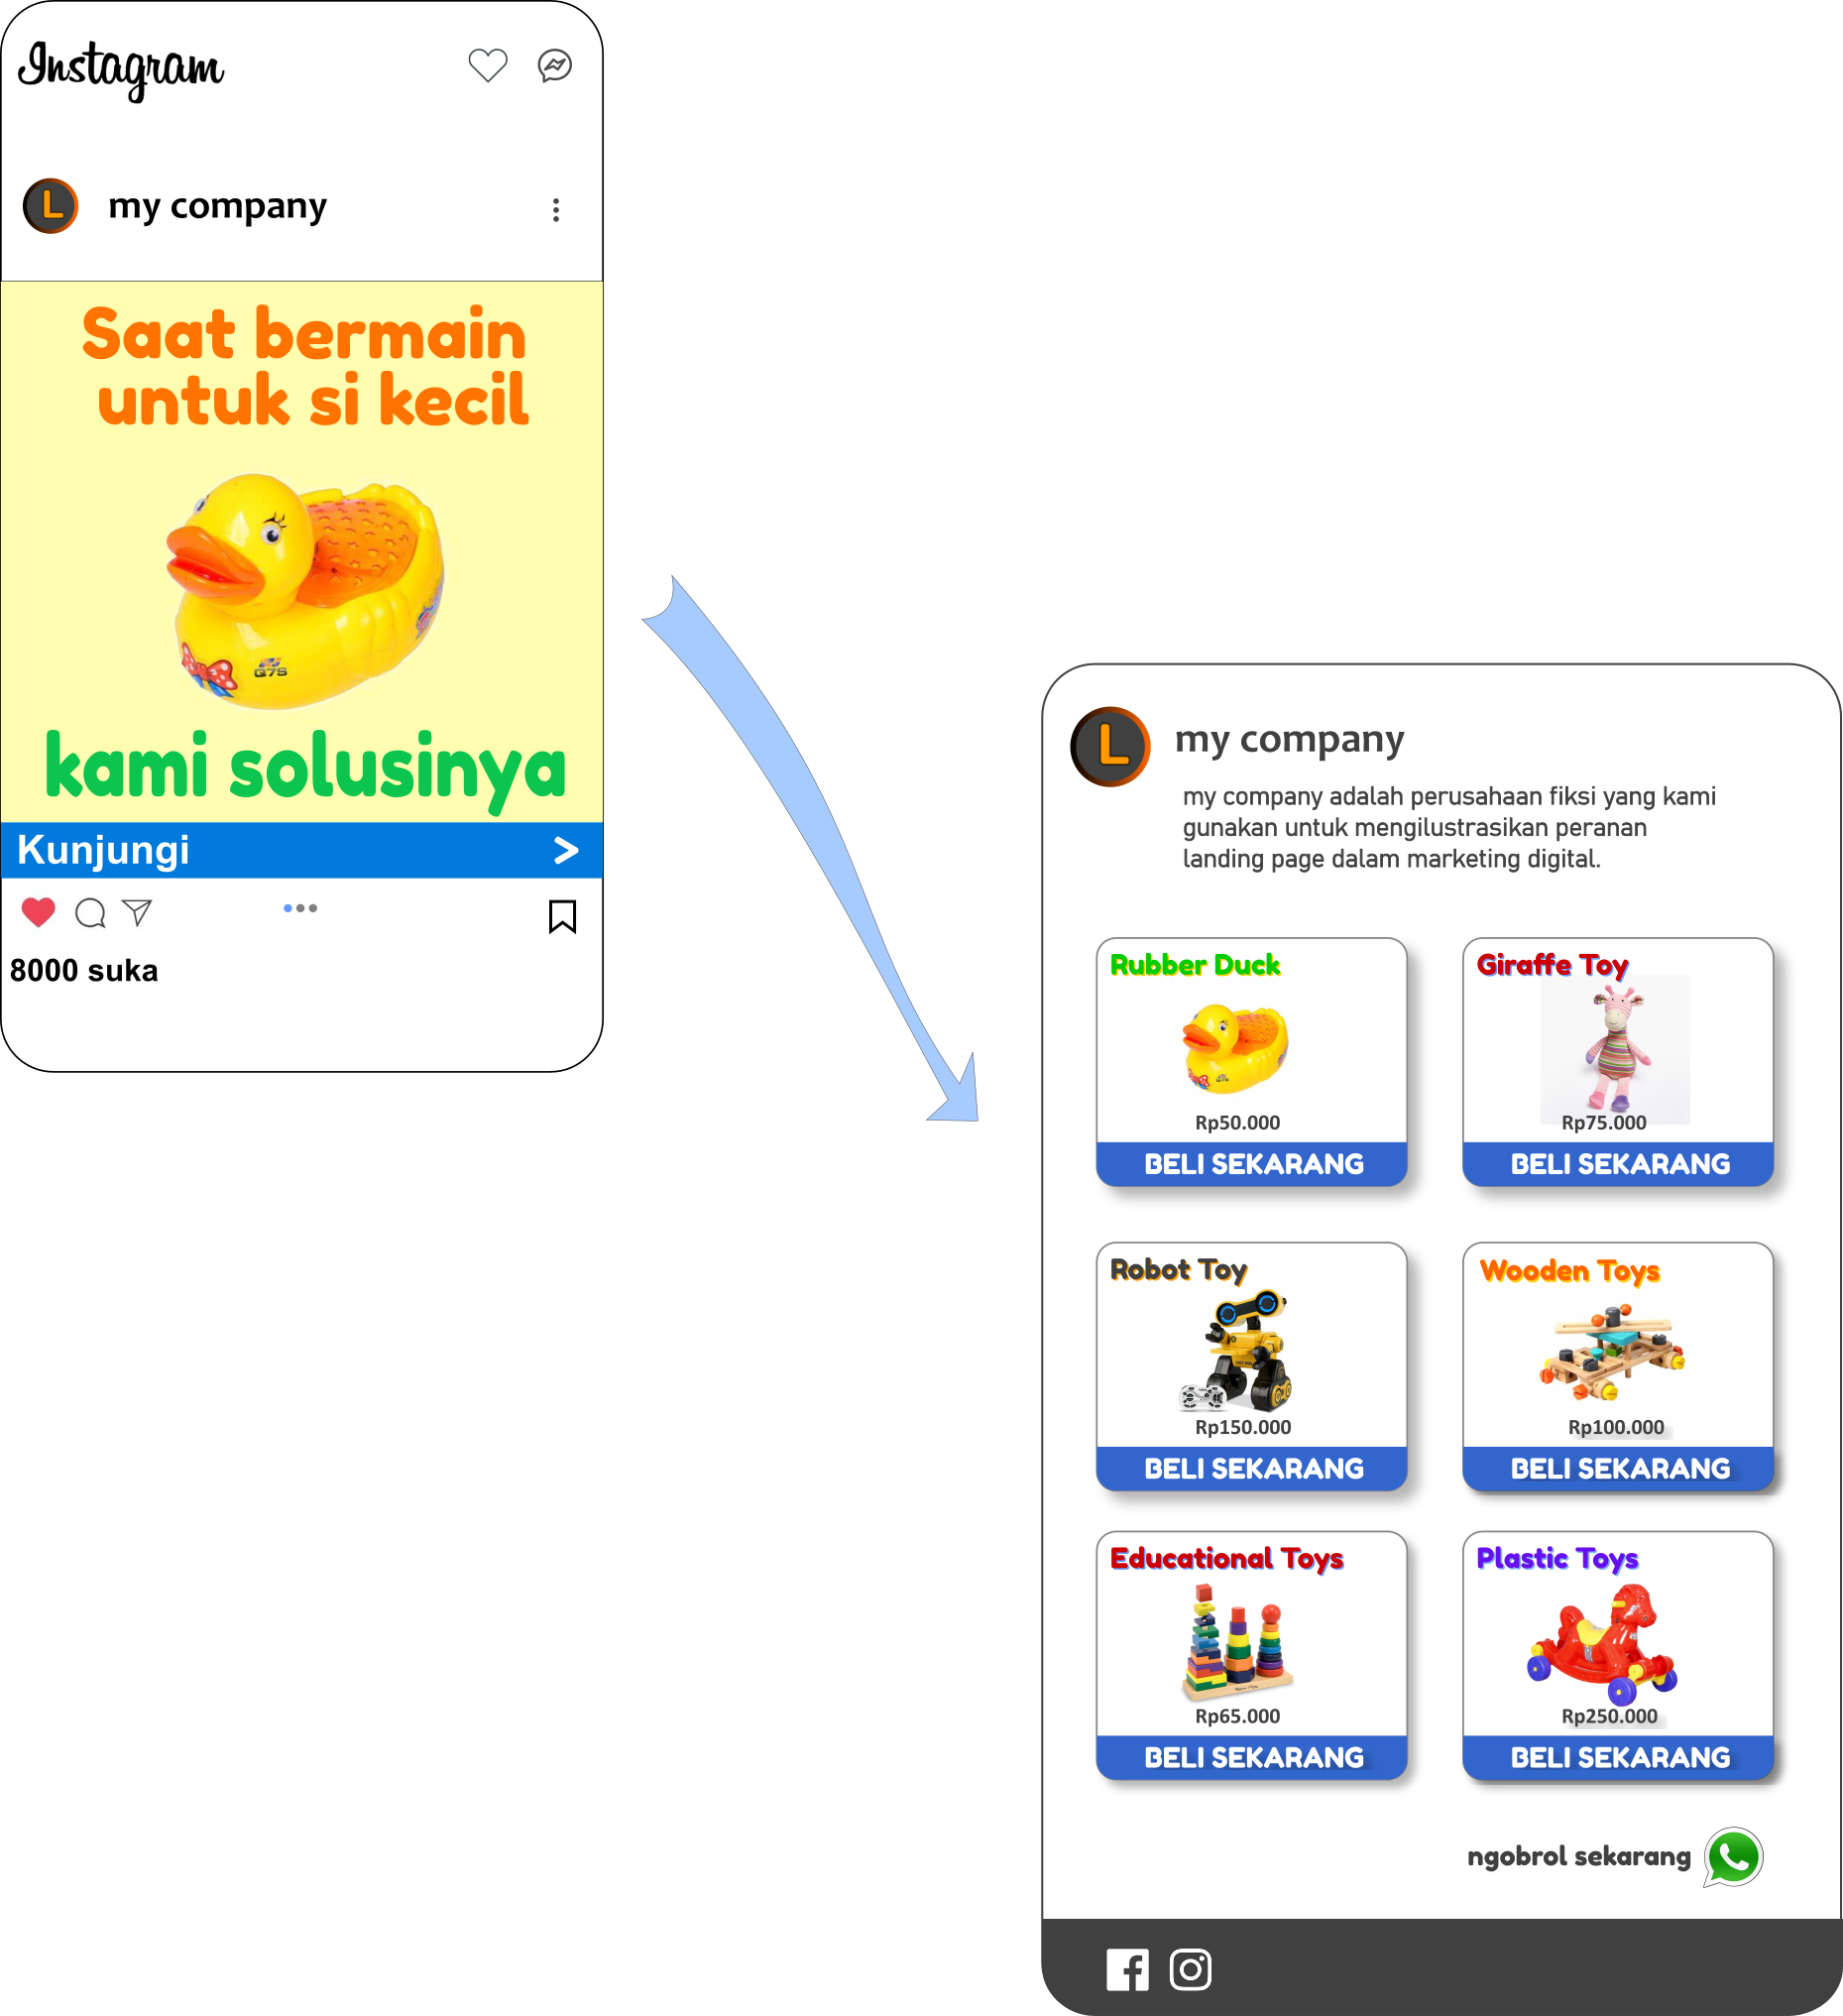 Instagram
L
my company
Saat bermain
untuk si kecil
G7S
kami solusinya
Kunjungi >
8000 suka
L
my company
my company adalah perusahaan fiksi yang kami
gunakan untuk mengilustrasikan peranan
landing page dalam marketing digital.
Rubber Duck
Rp50.000
BELI SEKARANG
Giraffe Toy
Rp75.000
BELI SEKARANG
Robot Toy
Rp150.000
BELI SEKARANG
Wooden Toys
Rp100.000
BELI SEKARANG
Educational Toys
Rp65.000
BELI SEKARANG
Plastic Toys
Rp250.000
BELI SEKARANG
ngobrol sekarang